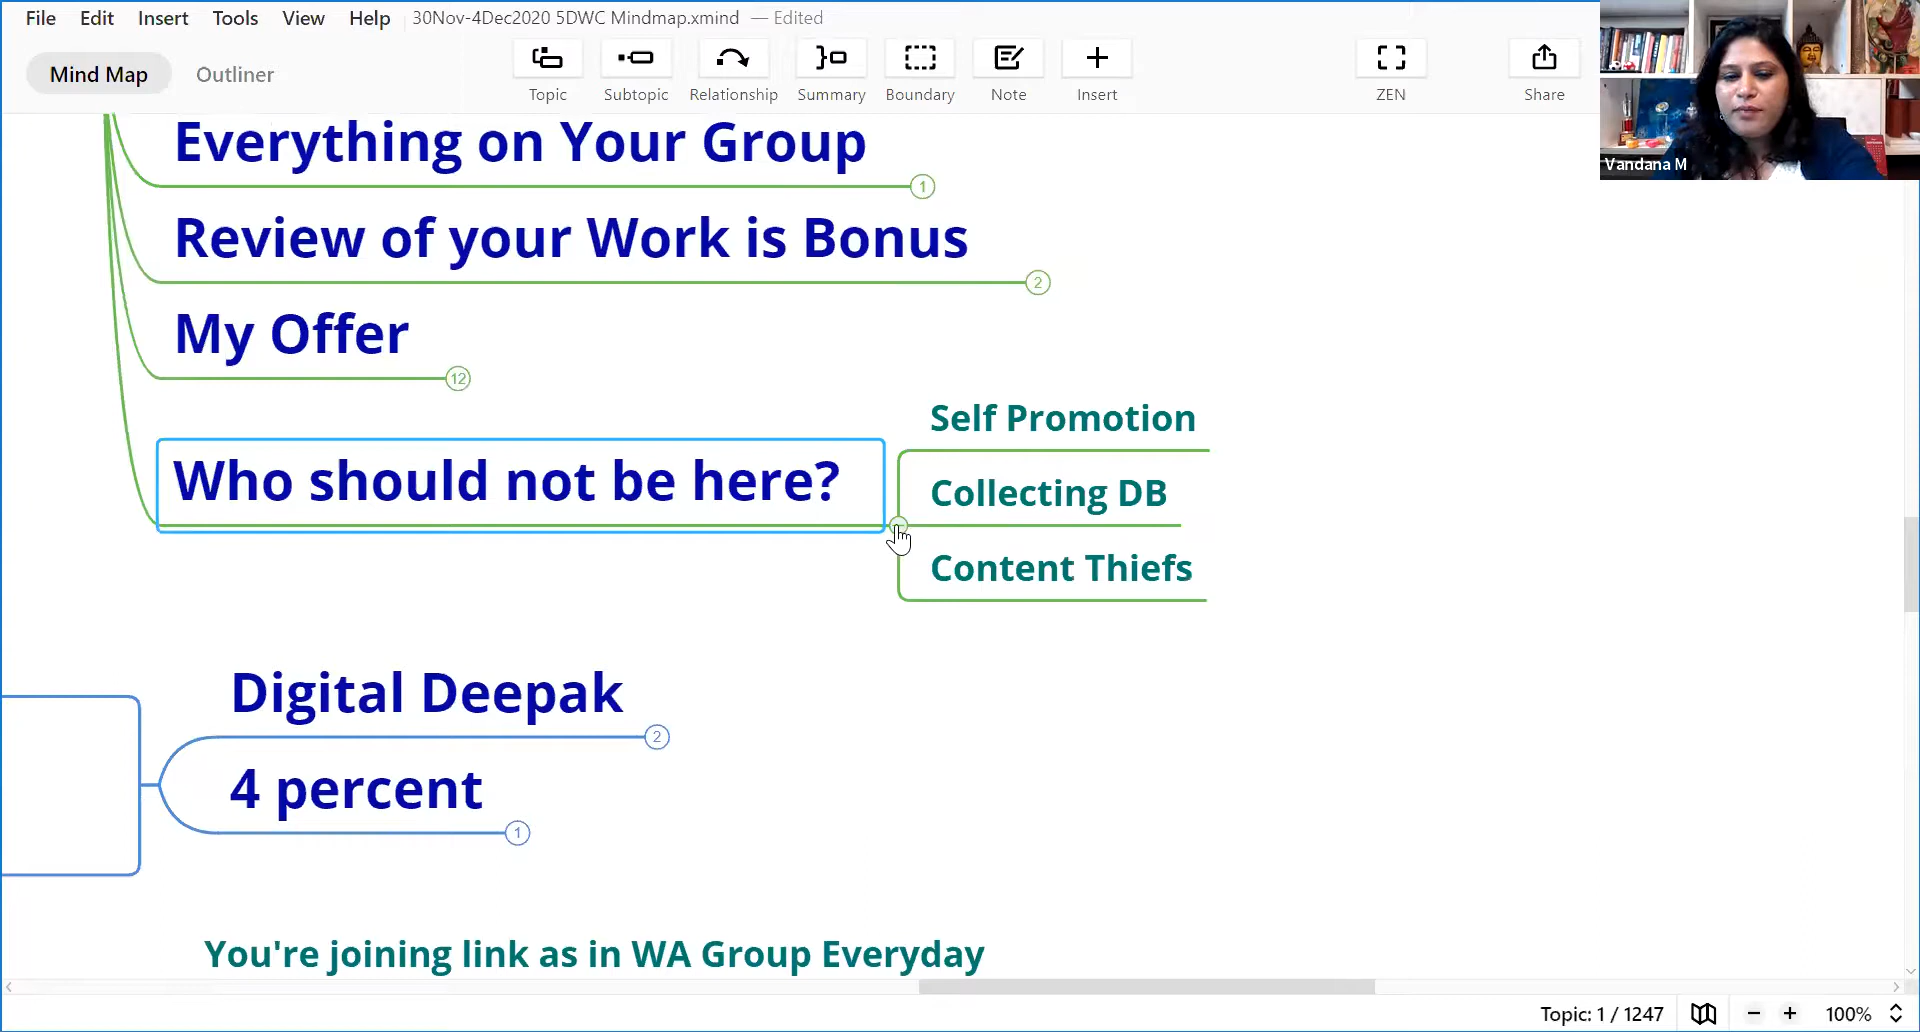 File Edit Insert Tools View Help 30Nov-4Dec2020 5DWC Mindmap.xmind — Edited
Mind Map Outliner
Topic Subtopic Relationship Summary Boundary Note Insert ZEN Share
Vandana M
Everything on Your Group
1
Review of your Work is Bonus
2
My Offer
12
Who should not be here?
Self Promotion
Collecting DB
Content Thiefs
Digital Deepak
2
4 percent
1
You're joining link as in WA Group Everyday
Topic: 1 / 1247 100%